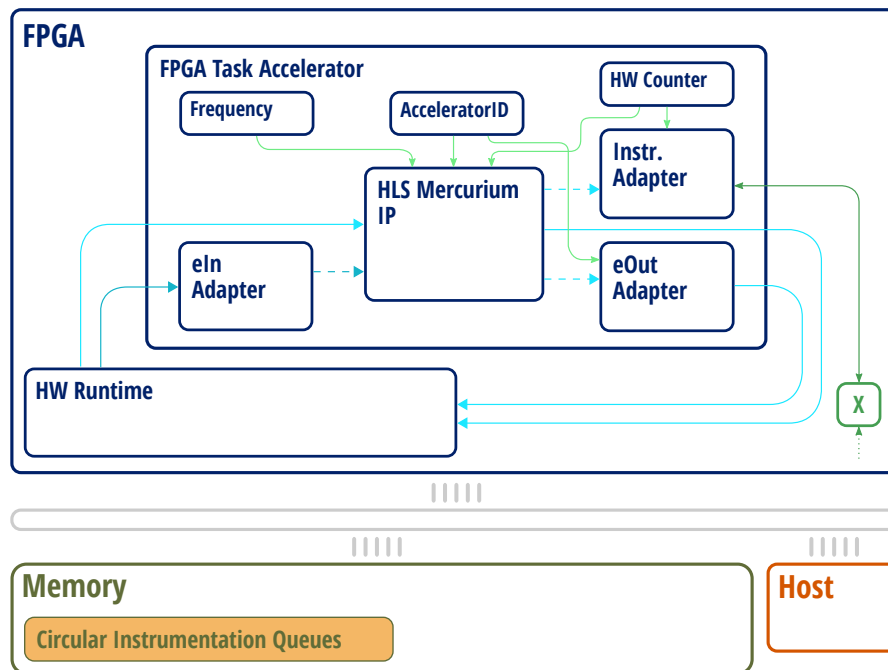 FPGA
FPGA Task Accelerator
HW Counter
Frequency
AcceleratorID
Instr.
Adapter
HLS Mercurium
IP
eIn
Adapter
eOut
Adapter
HW Runtime
X
Memory
Host
Circular Instrumentation Queues